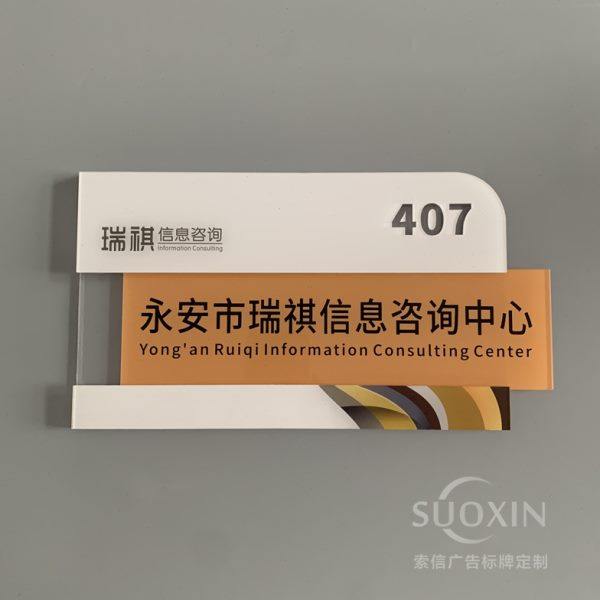 407
瑞祺 信息咨询
Information Consulting
永安市瑞祺信息咨询中心
Yong'an Ruiqi Information Consulting Center
SUOXIN
索信广告标牌定制